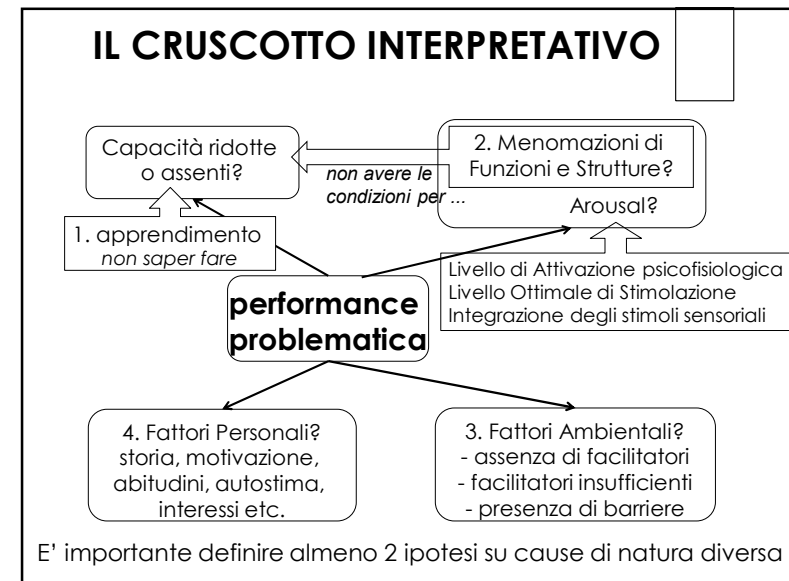 IL CRUSCOTTO INTERPRETATIVO
Capacità ridotte
o assenti?
non avere le
condizioni per ...
2. Menomazioni di
Funzioni e Strutture?
Arousal?
1. apprendimento
non saper fare
Livello di Attivazione psicofisiologica
Livello Ottimale di Stimolazione
Integrazione degli stimoli sensoriali
performance
problematica
4. Fattori Personali?
storia, motivazione,
abitudini, autostima,
interessi etc.
3. Fattori Ambientali?
- assenza di facilitatori
- facilitatori insufficienti
- presenza di barriere
E' importante definire almeno 2 ipotesi su cause di natura diversa